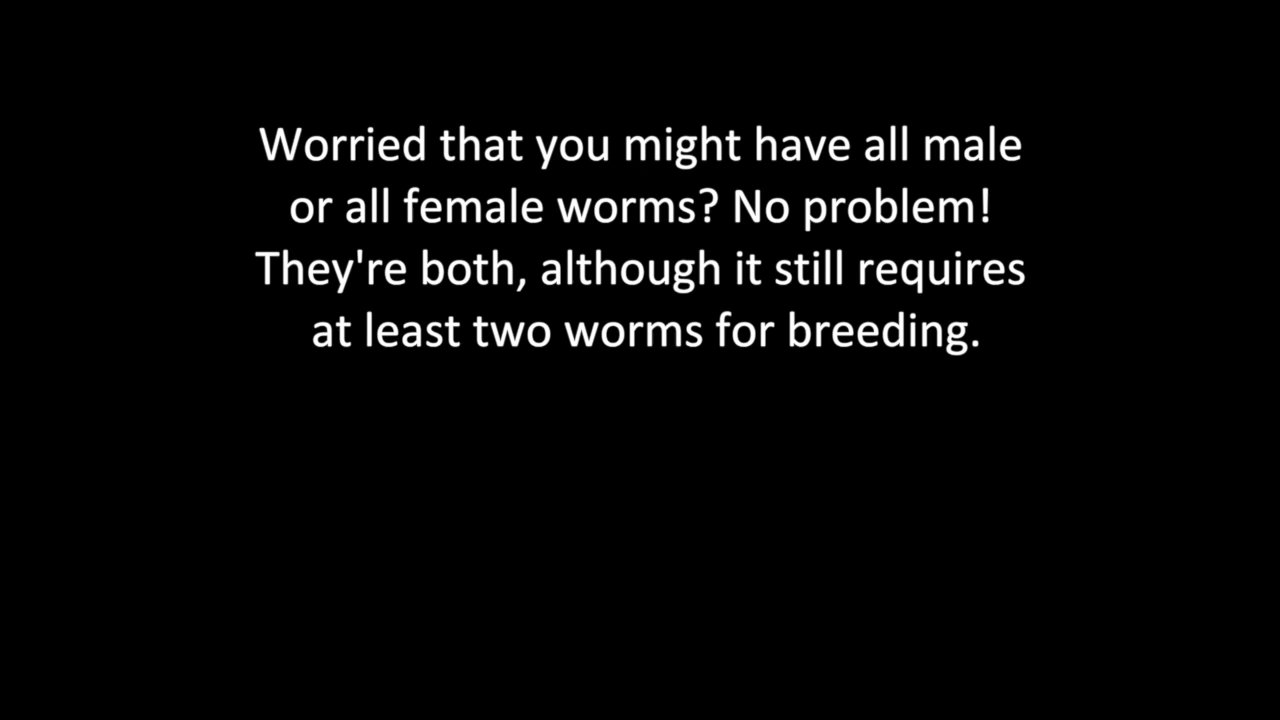 Worried that you might have all male
or all female worms? No problem!
They're both, although it still requires
at least two worms for breeding.